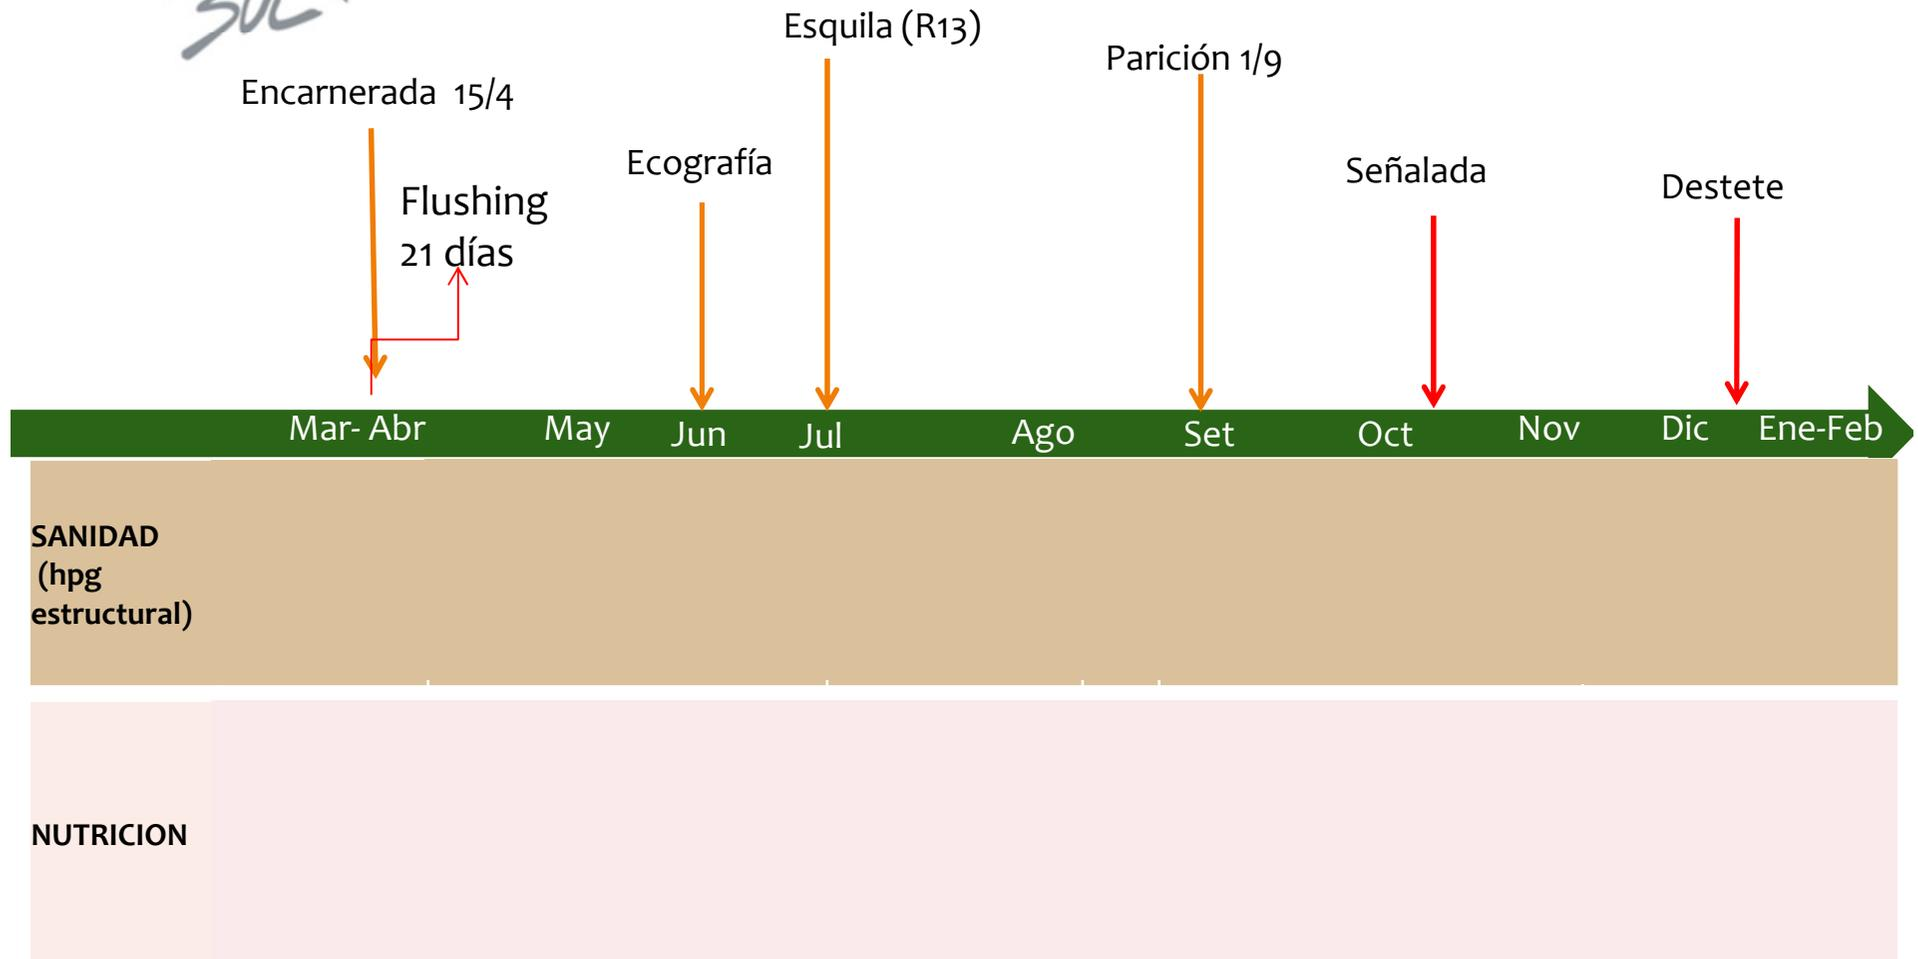 SUL
Esquila (R13)
Parición 1/9
Encarnerada 15/4
Ecografía
Señalada
Destete
Flushing
21 días
Mar- Abr May Jun Jul Ago Set Oct Nov Dic Ene-Feb
SANIDAD
(hpg
estructural)
NUTRICION